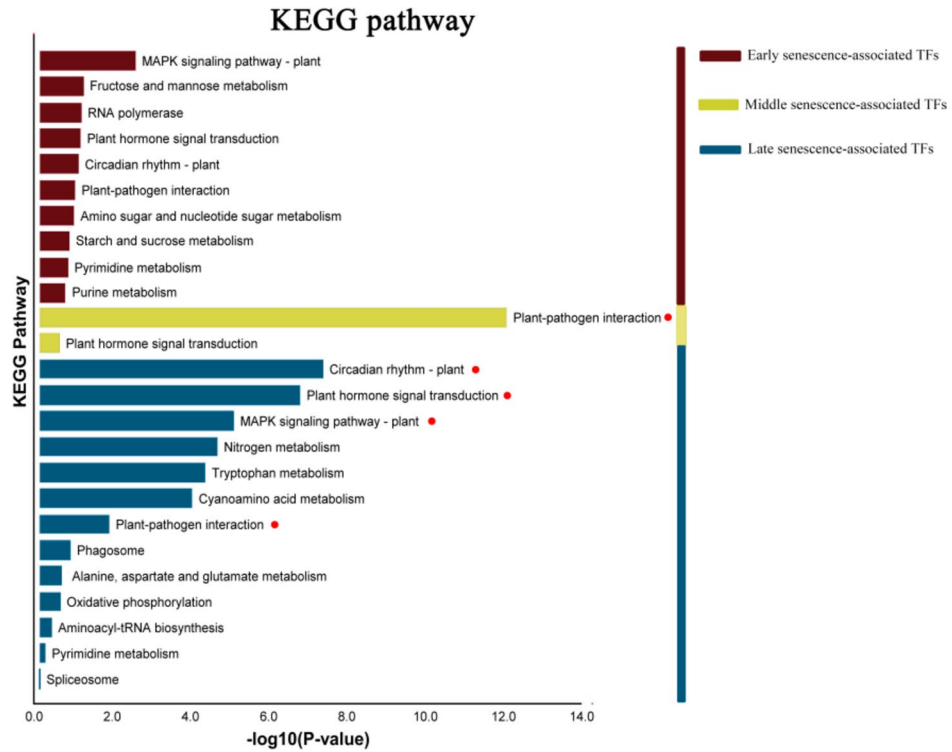 KEGG pathway
MAPK signaling pathway - plant
Fructose and mannose metabolism
RNA polymerase
Plant hormone signal transduction
Circadian rhythm - plant
Plant-pathogen interaction
Amino sugar and nucleotide sugar metabolism
Starch and sucrose metabolism
Pyrimidine metabolism
Purine metabolism
Plant-pathogen interaction
Plant hormone signal transduction
Circadian rhythm - plant
Plant hormone signal transduction
MAPK signaling pathway - plant
Nitrogen metabolism
Tryptophan metabolism
Cyanoamino acid metabolism
Plant-pathogen interaction
Phagosome
Alanine, aspartate and glutamate metabolism
Oxidative phosphorylation
Aminoacyl-tRNA biosynthesis
Pyrimidine metabolism
Spliceosome
KEGG Pathway
0.0 2.0 4.0 6.0 8.0 10.0 12.0 14.0
-log10(P-value)
Early senescence-associated TFs
Middle senescence-associated TFs
Late senescence-associated TFs